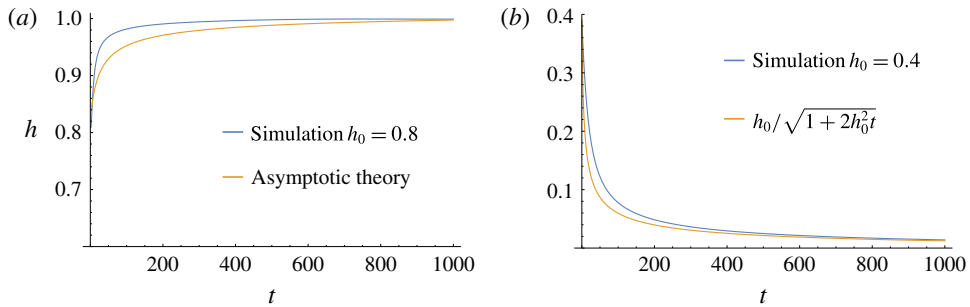 (a)
1.0
0.9
0.8
0.7
h
Simulation h₀ = 0.8
Asymptotic theory
200
400
600
800
1000
t
(b)
0.4
0.3
0.2
0.1
Simulation h₀ = 0.4
h₀/√1 + 2h₀²t
200
400
600
800
1000
t